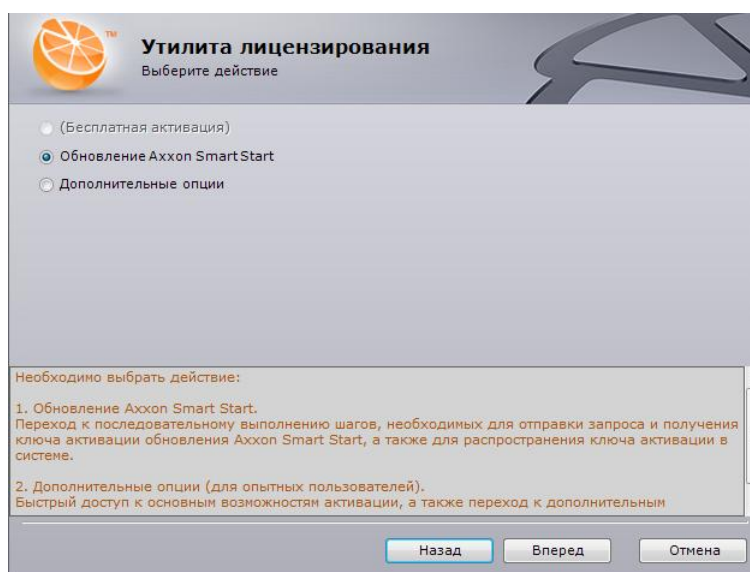 TM
Утилита лицензирования
Выберите действие
(Бесплатная активация)
Обновление Axxon Smart Start
Дополнительные опции
Необходимо выбрать действие:
1. Обновление Axxon Smart Start.
Переход к последовательному выполнению шагов, необходимых для отправки запроса и получения
ключа активации обновления Axxon Smart Start, а также для распространения ключа активации в
системе.
2. Дополнительные опции (для опытных пользователей).
Быстрый доступ к основным возможностям активации, а также переход к дополнительным
Назад
Вперед
Отмена